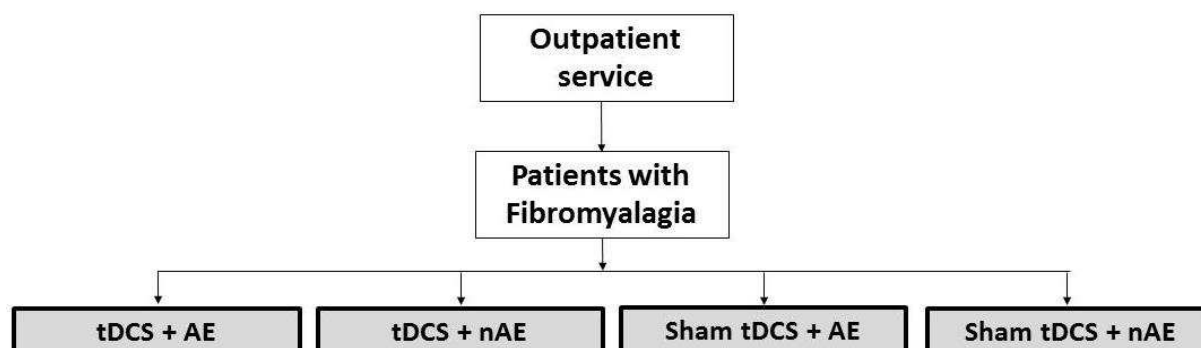 Outpatient
service
Patients with
Fibromyalagia
tDCS + AE
tDCS + nAE
Sham tDCS + AE
Sham tDCS + nAE